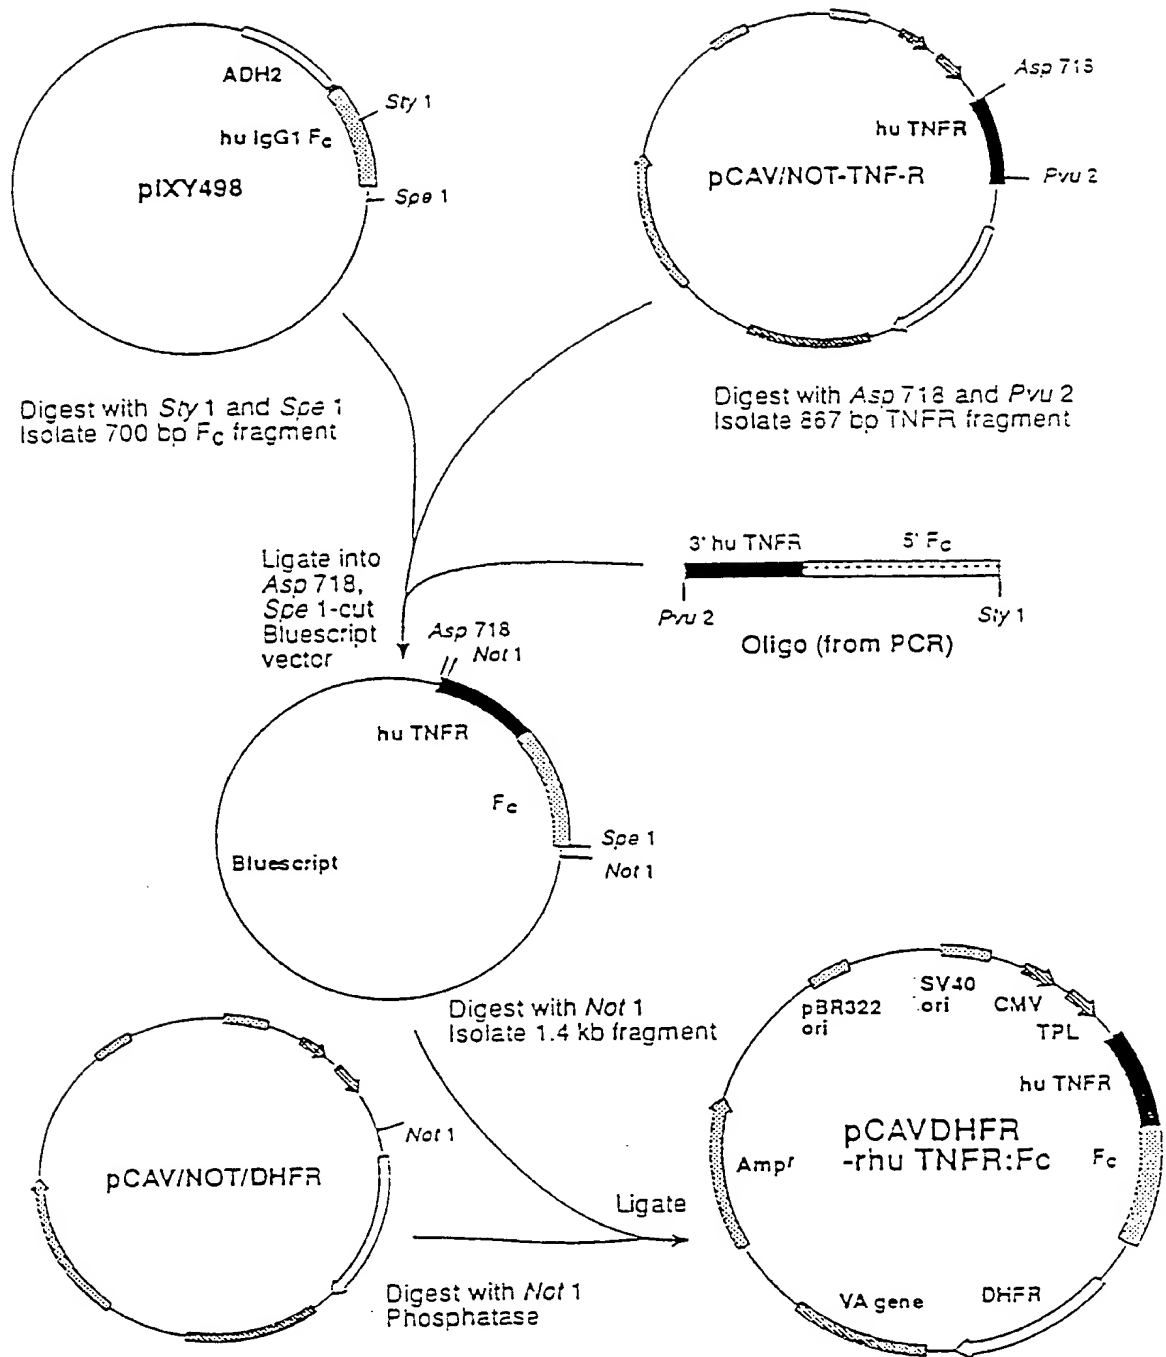 ADH2
Sty 1
hu IgG1 Fc
pIXY498
Spe 1
Asp 718
hu TNFR
pCAV/NOT-TNF-R
Pvu 2
Digest with Sty 1 and Spe 1
Isolate 700 bp Fc fragment
Digest with Asp 718 and Pvu 2
Isolate 867 bp TNFR fragment
3' hu TNFR
5' Fc
Pvu 2
Sty 1
Oligo (from PCR)
Ligate into
Asp 718,
Spe 1-cut
Bluescript
vector
Asp 718
Not 1
hu TNFR
Fc
Spe 1
Not 1
Bluescript
Digest with Not 1
Isolate 1.4 kb fragment
Not 1
pCAV/NOT/DHFR
Digest with Not 1
Phosphatase
Ligate
pBR322
ori
SV40
ori
CMV
TPL
hu TNFR
pCAVDHFR
-rhu TNFR:Fc
Fc
Ampr
VA gene
DHFR